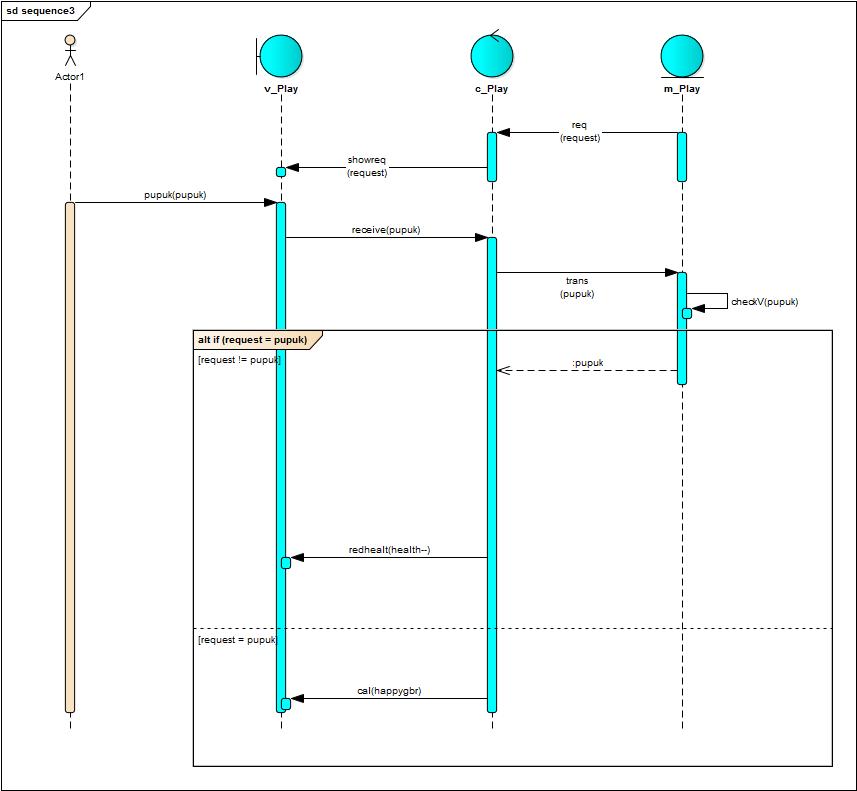 sd sequence3
Actor1
v_Play
c_Play
m_Play
req
(request)
showreq
(request)
pupuk(pupuk)
receive(pupuk)
trans
(pupuk)
checkV(pupuk)
alt if (request = pupuk)
[request != pupuk]
:pupuk
redhealt(health--)
[request = pupuk]
cal(happygbr)